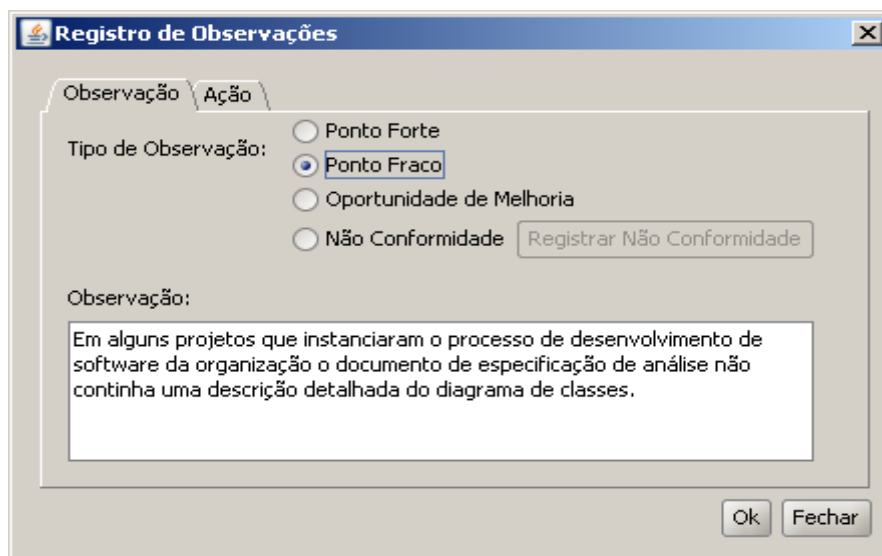 Registro de Observações
Observação
Ação
Tipo de Observação:
Ponto Forte
Ponto Fraco
Oportunidade de Melhoria
Não Conformidade
Registrar Não Conformidade
Observação:
Em alguns projetos que instanciaram o processo de desenvolvimento de
software da organização o documento de especificação de análise não
continha uma descrição detalhada do diagrama de classes.
Ok
Fechar